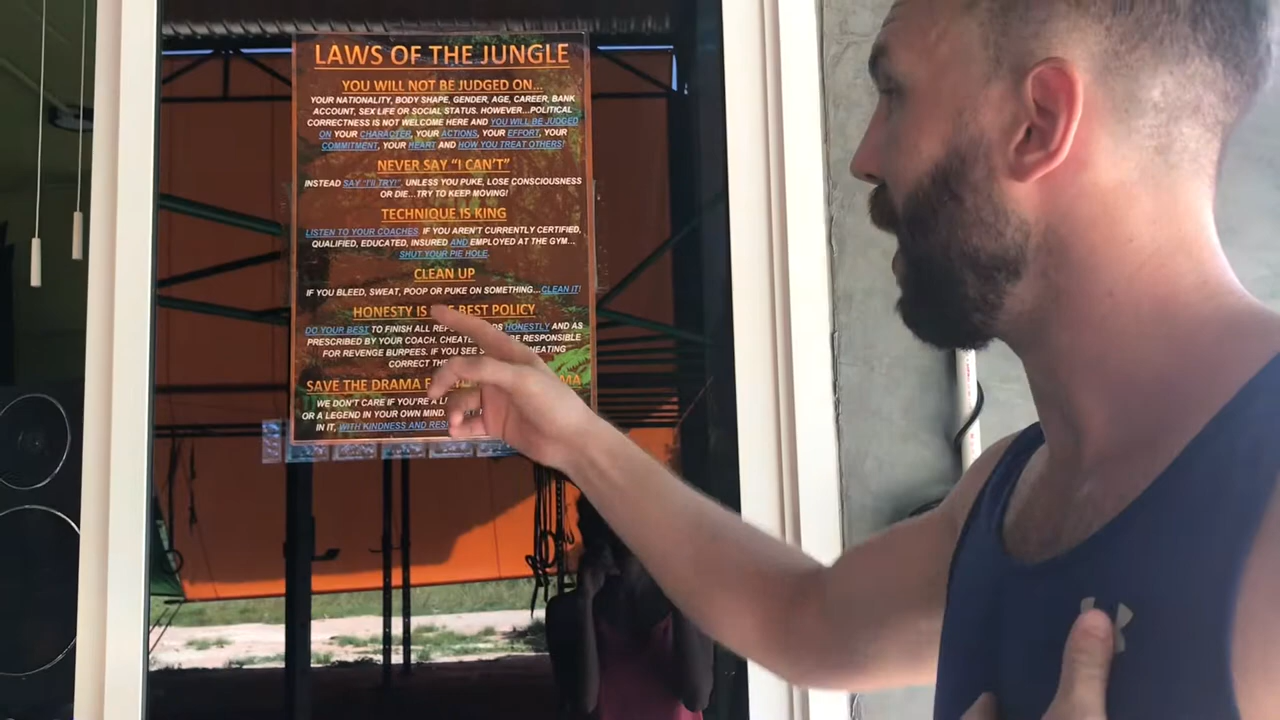 LAWS OF THE JUNGLE
YOU WILL NOT BE JUDGED ON...
YOUR NATIONALITY, BODY SHAPE, GENDER, AGE, CAREER, BANK
ACCOUNT, SEX LIFE OR SOCIAL STATUS. HOWEVER...POLITICAL
CORRECTNESS IS NOT WELCOME HERE AND YOU WILL BE JUDGED
ON YOUR CHARACTER, YOUR ACTIONS, YOUR EFFORT, YOUR
COMMITMENT, YOUR HEART AND HOW YOU TREAT OTHERS!
NEVER SAY "I CAN'T"
INSTEAD SAY "I'll TRY!". UNLESS YOU PUKE, LOSE CONSCIOUSNESS
OR DIE...TRY TO KEEP MOVING!
TECHNIQUE IS KING
LISTEN TO YOUR COACHES. IF YOU AREN'T CURRENTLY CERTIFIED,
QUALIFIED, EDUCATED, INSURED AND EMPLOYED AT THE GYM...
SHUT YOUR PIE HOLE.
CLEAN UP
IF YOU BLEED, SWEAT, POOP OR PUKE ON SOMETHING...CLEAN IT!
HONESTY IS BEST POLICY
DO YOUR BEST TO FINISH ALL HONESTLY AND AS
PRESCRIBED BY YOUR COACH. BE RESPONSIBLE
FOR REVENGE BURPEES. IF YOU SEE
CORRECT
SAVE THE DRAMA
WE DON'T CARE IF YOU'RE A
OR A LEGEND IN YOUR OWN MIND.
IN IT, WITH KINDNESS AND